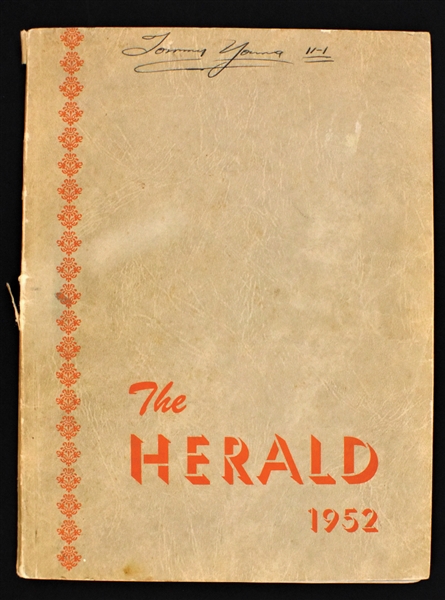 Tommy Young 11-1
The
HERALD
1952